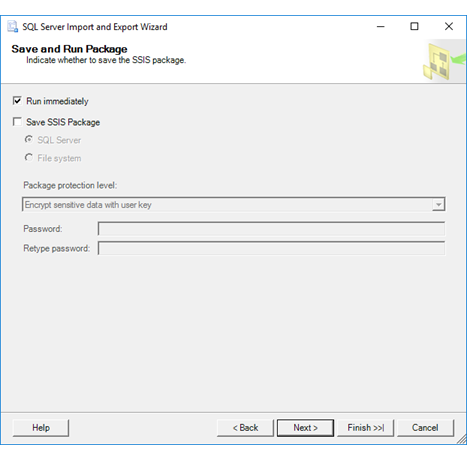 SQL Server Import and Export Wizard
Save and Run Package
Indicate whether to save the SSIS package.
Run immediately
Save SSIS Package
SQL Server
File system
Package protection level:
Encrypt sensitive data with user key
Password:
Retype password:
Help
< Back
Next >
Finish >>|
Cancel